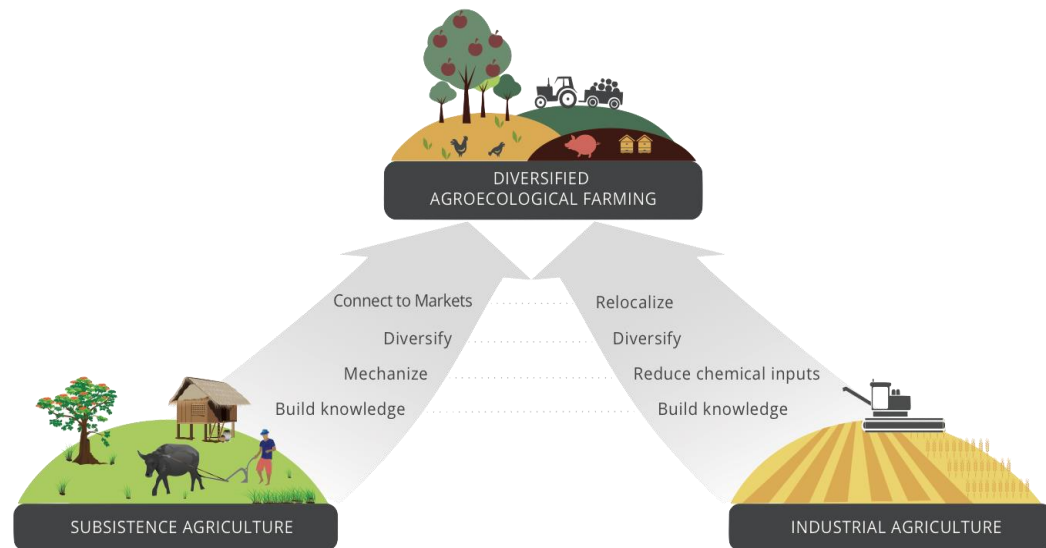 DIVERSIFIED
AGROECOLOGICAL FARMING
Connect to Markets
Relocalize
Diversify
Diversify
Mechanize
Reduce chemical inputs
Build knowledge
Build knowledge
SUBSISTENCE AGRICULTURE
INDUSTRIAL AGRICULTURE